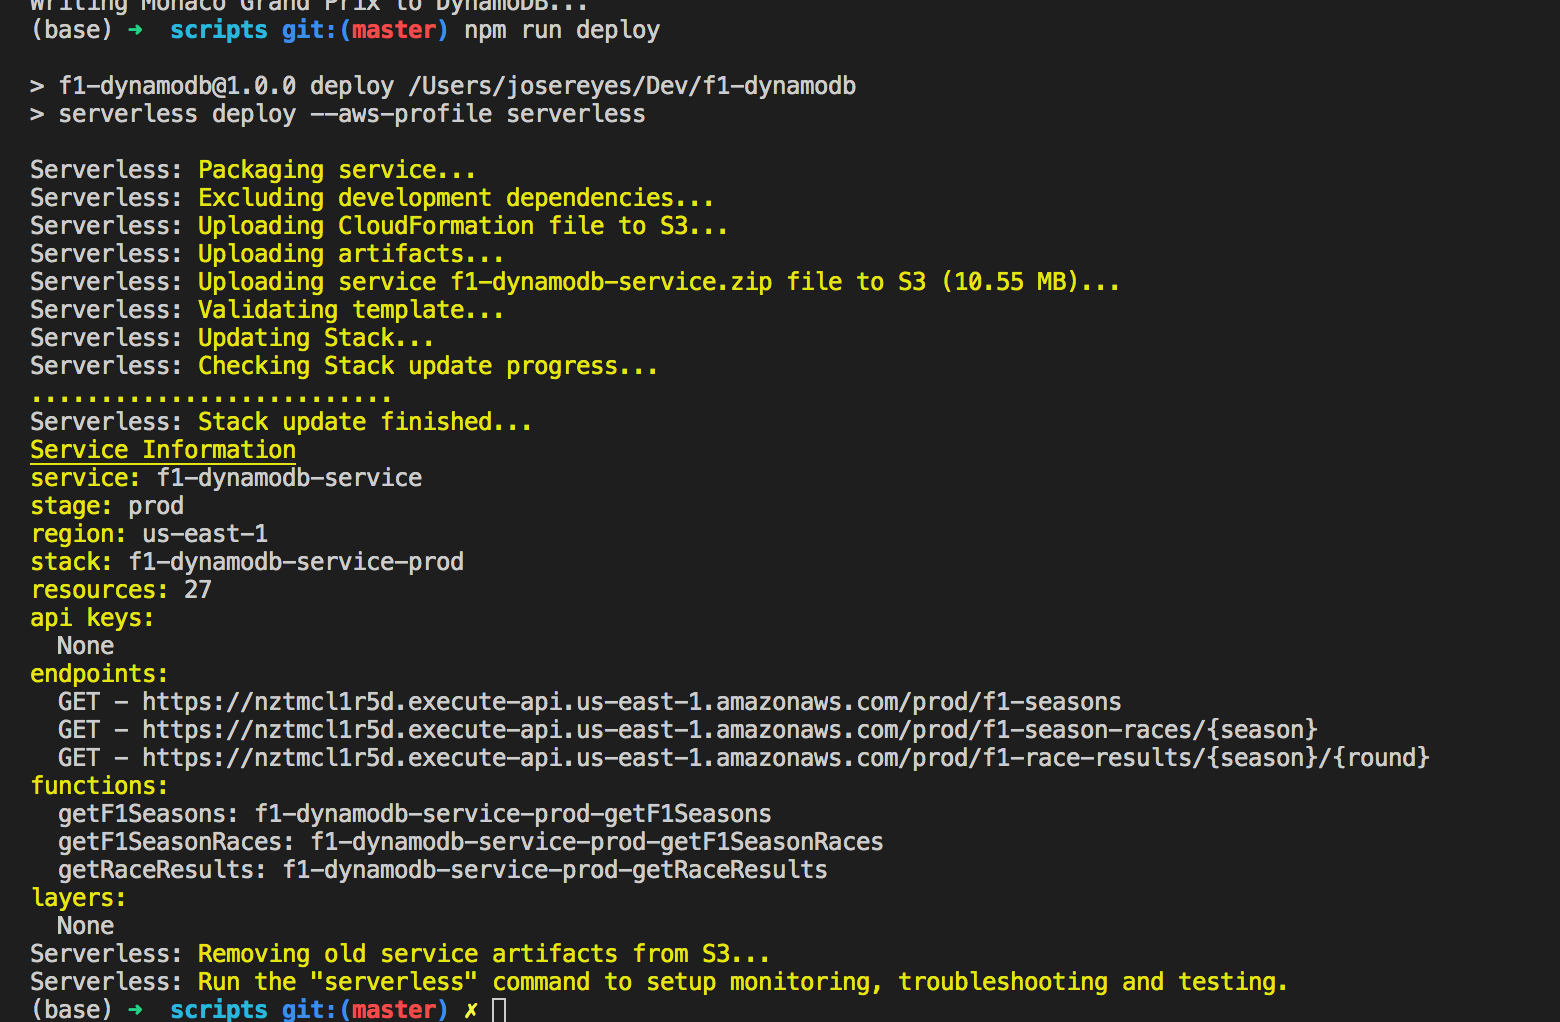 Writing Monaco Grand Prix to DynamoDB...
(base) ➜  scripts git:(master) npm run deploy
> f1-dynamodb@1.0.0 deploy /Users/josereyes/Dev/f1-dynamodb
> serverless deploy --aws-profile serverless
Serverless: Packaging service...
Serverless: Excluding development dependencies...
Serverless: Uploading CloudFormation file to S3...
Serverless: Uploading artifacts...
Serverless: Uploading service f1-dynamodb-service.zip file to S3 (10.55 MB)...
Serverless: Validating template...
Serverless: Updating Stack...
Serverless: Checking Stack update progress...
..........................
Serverless: Stack update finished...
Service Information
service: f1-dynamodb-service
stage: prod
region: us-east-1
stack: f1-dynamodb-service-prod
resources: 27
api keys:
  None
endpoints:
  GET - https://nztmcl1r5d.execute-api.us-east-1.amazonaws.com/prod/f1-seasons
  GET - https://nztmcl1r5d.execute-api.us-east-1.amazonaws.com/prod/f1-season-races/{season}
  GET - https://nztmcl1r5d.execute-api.us-east-1.amazonaws.com/prod/f1-race-results/{season}/{round}
functions:
  getF1Seasons: f1-dynamodb-service-prod-getF1Seasons
  getF1SeasonRaces: f1-dynamodb-service-prod-getF1SeasonRaces
  getRaceResults: f1-dynamodb-service-prod-getRaceResults
layers:
  None
Serverless: Removing old service artifacts from S3...
Serverless: Run the "serverless" command to setup monitoring, troubleshooting and testing.
(base) ➜  scripts git:(master) ✗